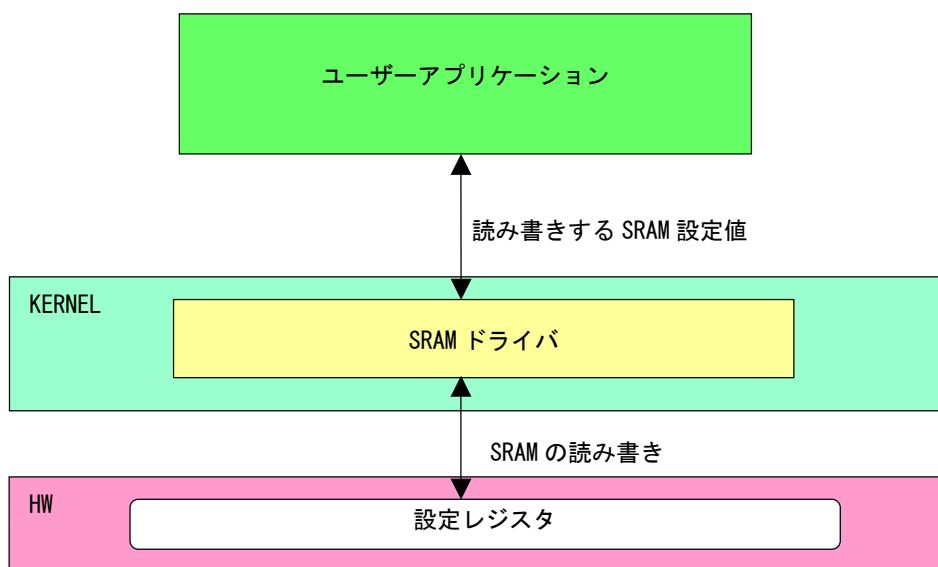 ユーザーアプリケーション
読み書きする SRAM 設定値
KERNEL
SRAM ドライバ
SRAM の読み書き
HW
設定レジスタ